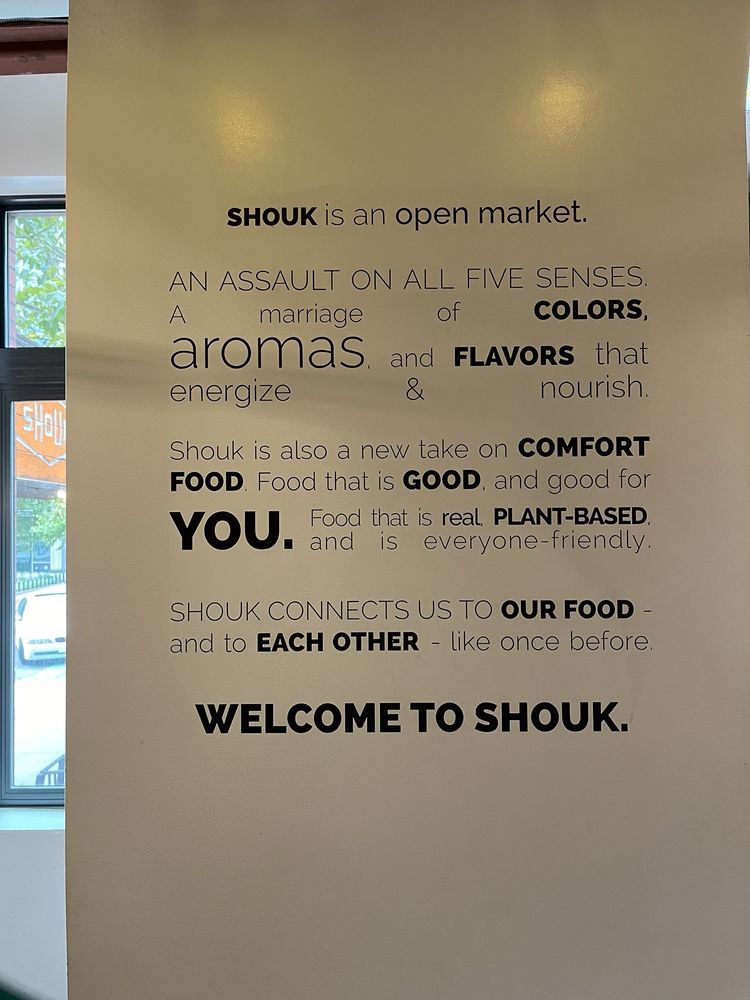 SHOUK is an open market.
AN ASSAULT ON ALL FIVE SENSES.
A marriage of COLORS,
aromas, and FLAVORS that
energize & nourish.
Shouk is also a new take on COMFORT
FOOD. Food that is GOOD, and good for
YOU. Food that is real, PLANT-BASED,
and is everyone-friendly.
SHOUK CONNECTS US TO OUR FOOD -
and to EACH OTHER - like once before.
WELCOME TO SHOUK.
SHOU